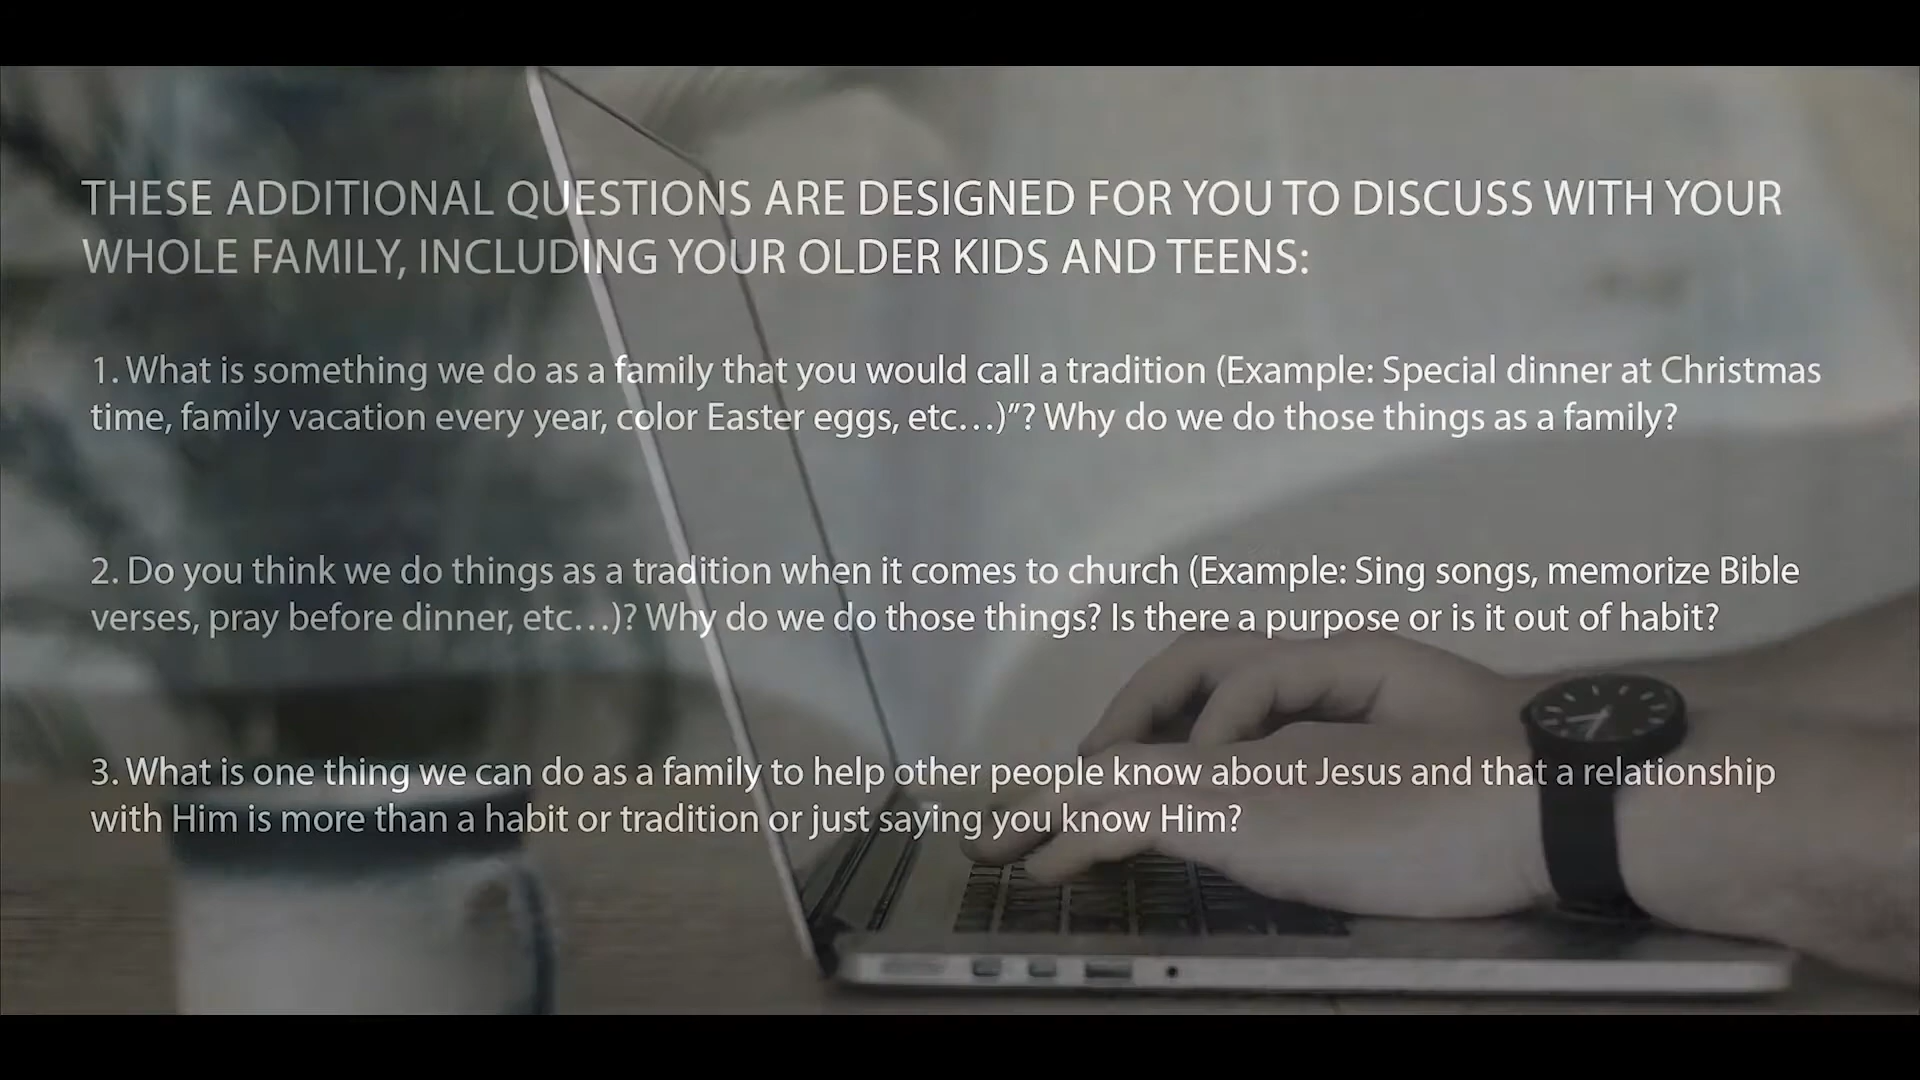 THESE ADDITIONAL QUESTIONS ARE DESIGNED FOR YOU TO DISCUSS WITH YOUR
WHOLE FAMILY, INCLUDING YOUR OLDER KIDS AND TEENS:
1. What is something we do as a family that you would call a tradition (Example: Special dinner at Christmas
time, family vacation every year, color Easter eggs, etc…)”? Why do we do those things as a family?
2. Do you think we do things as a tradition when it comes to church (Example: Sing songs, memorize Bible
verses, pray before dinner, etc…)? Why do we do those things? Is there a purpose or is it out of habit?
3. What is one thing we can do as a family to help other people know about Jesus and that a relationship
with Him is more than a habit or tradition or just saying you know Him?